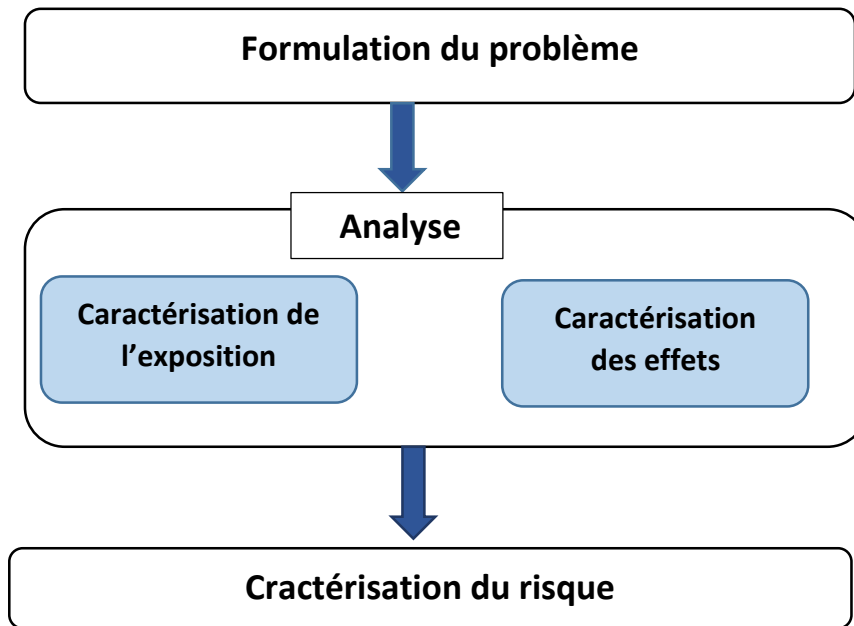 Formulation du problème
Analyse
Caractérisation de
l’exposition
Caractérisation
des effets
Cractérisation du risque